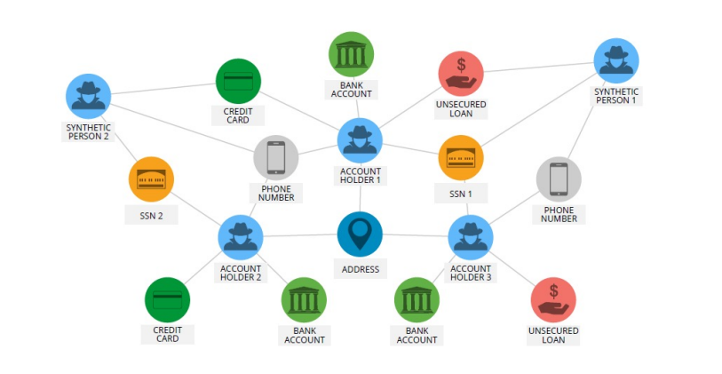 BANK
ACCOUNT
SYNTHETIC
PERSON 1
UNSECURED
LOAN
CREDIT
CARD
SYNTHETIC
PERSON 2
ACCOUNT
HOLDER 1
PHONE
NUMBER
SSN 1
PHONE
NUMBER
SSN 2
ACCOUNT
HOLDER 2
ADDRESS
ACCOUNT
HOLDER 3
CREDIT
CARD
BANK
ACCOUNT
BANK
ACCOUNT
UNSECURED
LOAN